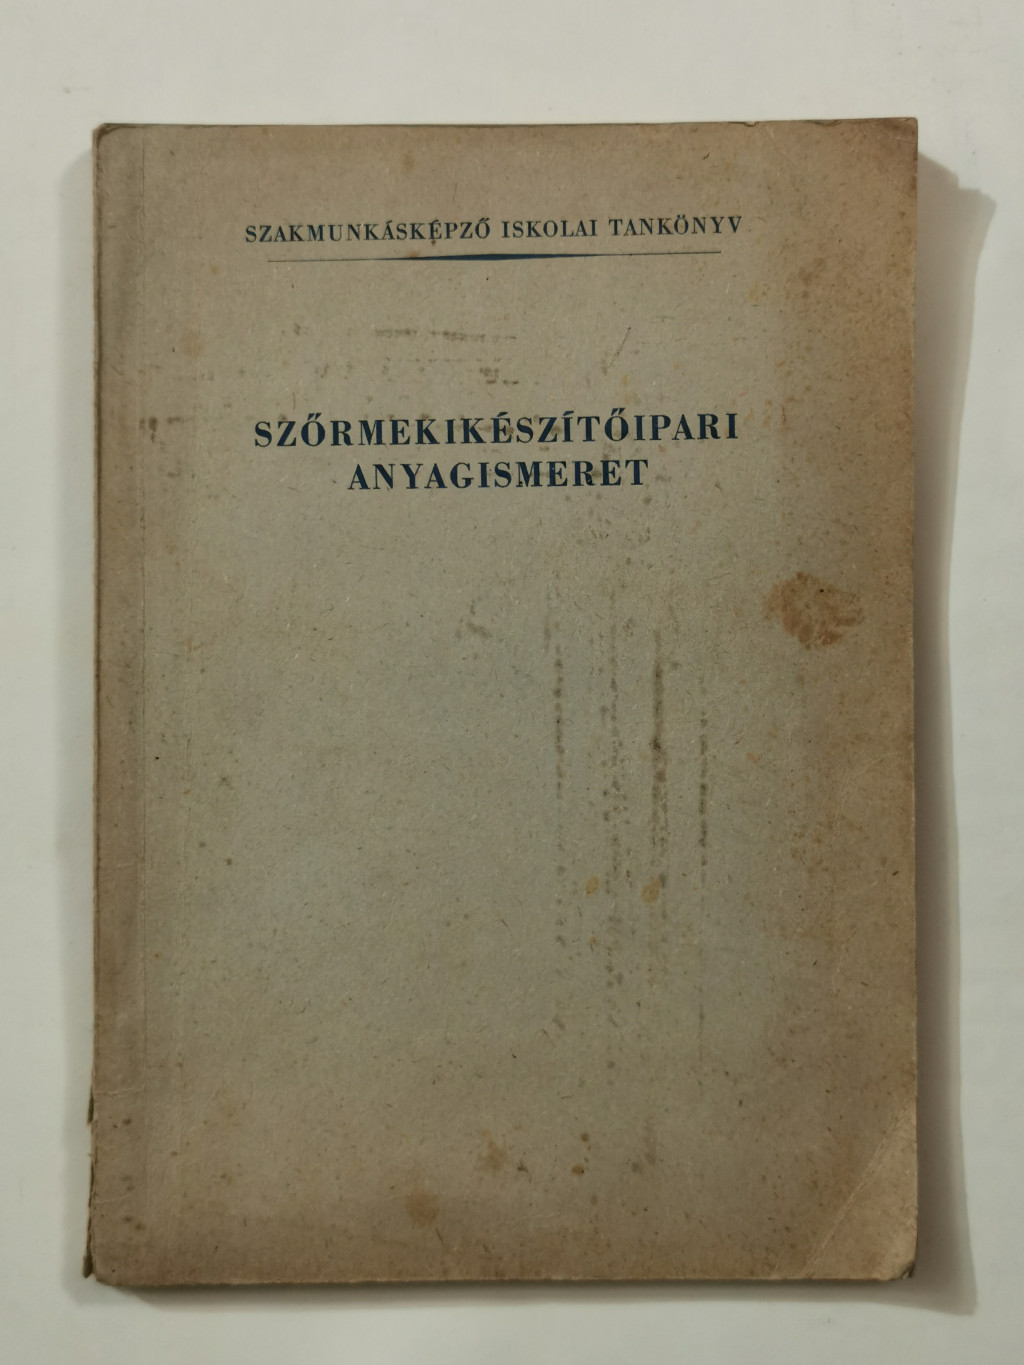 SZAKMUNKÁSKÉPZŐ ISKOLAI TANKÖNYV
SZŐRMEKIKÉSZÍTŐIPARI
ANYAGISMERET